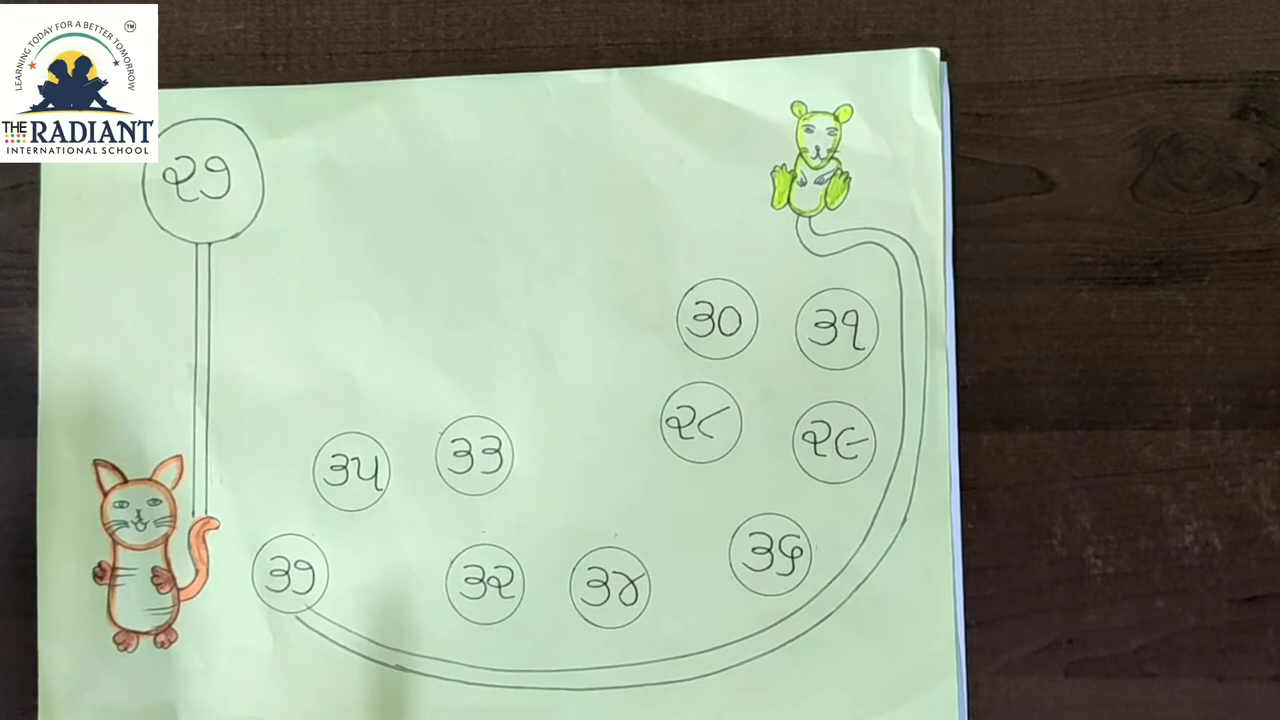 LEARNING TODAY FOR A BETTER TOMORROW
TM
THE RADIANT
INTERNATIONAL SCHOOL
૨૭
૩૦ ૩૧
૨૮ ૨૯
૩૫ ૩૩
૩૭ ૩૨ ૩૪ ૩૬